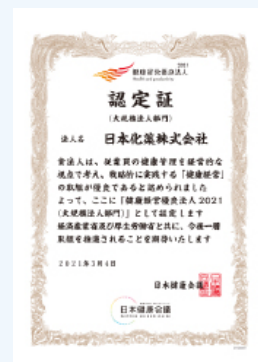 2021
健康経営優良法人
Health and productivity
認定証
(大規模法人部門)
法人名 日本化薬株式会社
貴法人は、従業員の健康管理を経営的な
視点で考え、戦略的に実践する「健康経営」
の取組が優良であると認められました
よって、ここに「健康経営優良法人2021
(大規模法人部門)」として認定します
経済産業省及び厚生労働省と共に、今後一層
取組を推進されることを期待いたします
2021年3月4日
日本健康会議
日本健康会議